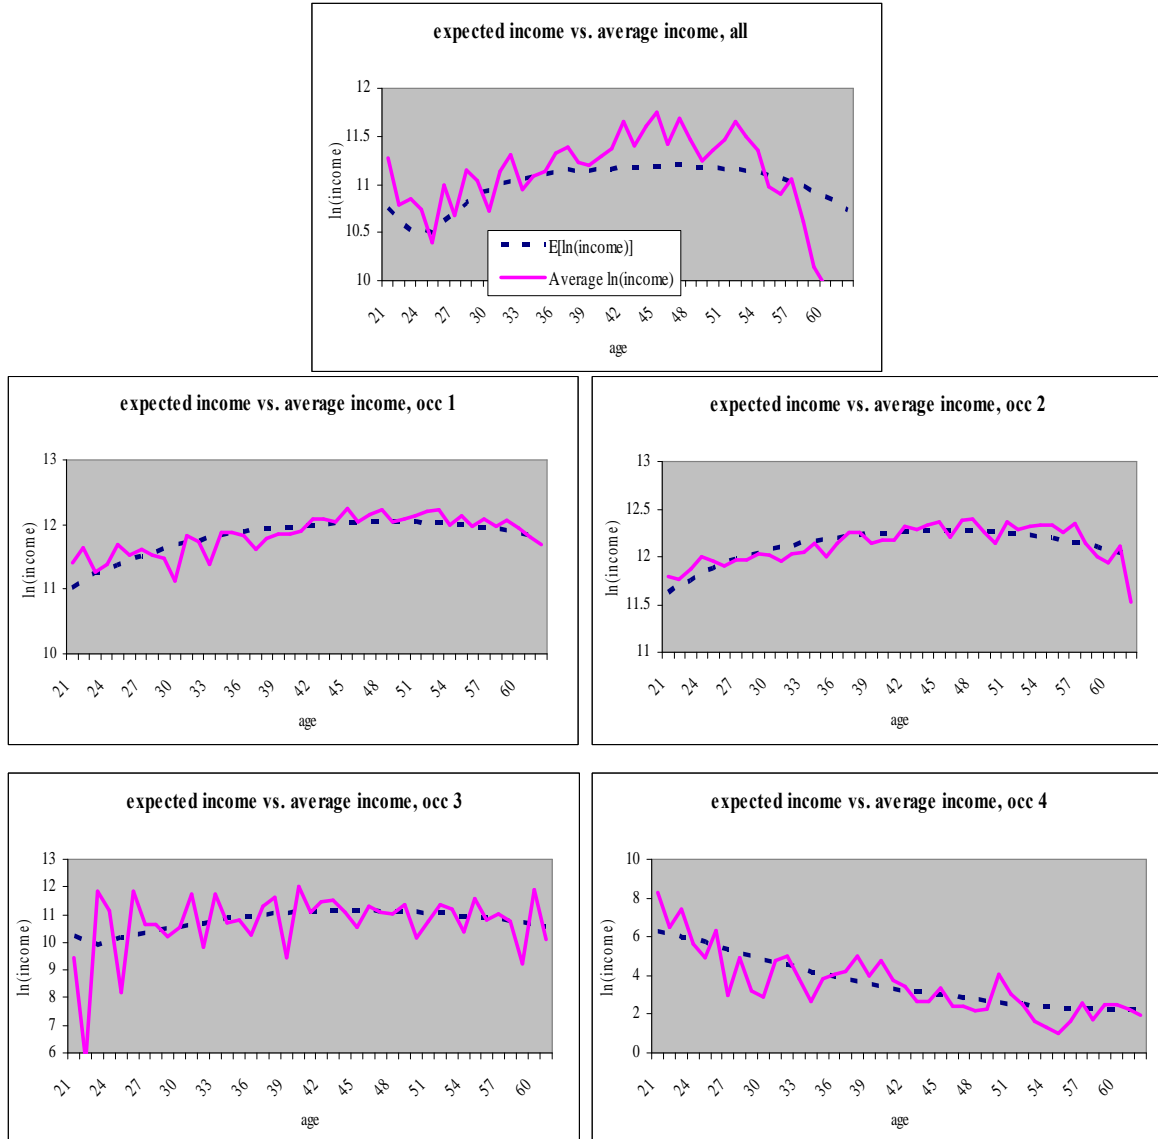 expected income vs. average income, all
12
11.5
11
10.5
10
ln(income)
E[ln(income)]
Average ln(income)
21 24 27 30 33 36 39 42 45 48 51 54 57 60
age
expected income vs. average income, occ 1
13
12
11
10
ln(income)
21 24 27 30 33 36 39 42 45 48 51 54 57 60
age
expected income vs. average income, occ 2
13
12.5
12
11.5
11
ln(income)
21 24 27 30 33 36 39 42 45 48 51 54 57 60
age
expected income vs. average income, occ 3
13
12
11
10
9
8
7
6
ln(income)
21 24 27 30 33 36 39 42 45 48 51 54 57 60
age
expected income vs. average income, occ 4
10
8
6
4
2
0
ln(income)
21 24 27 30 33 36 39 42 45 48 51 54 57 60
age